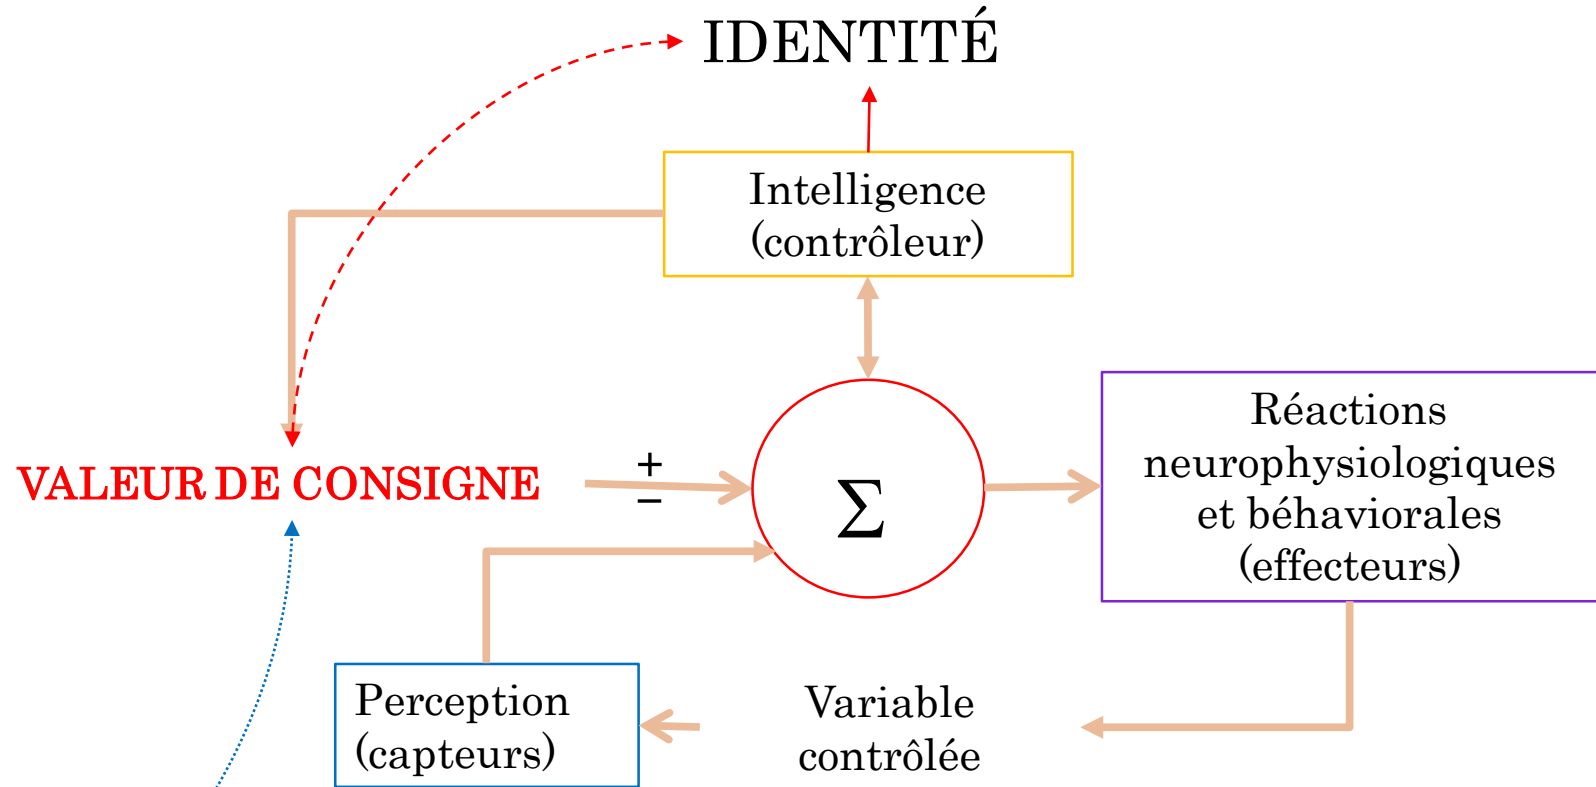 IDENTITÉ
Intelligence
(contrôleur)
VALEUR DE CONSIGNE
+
−
Σ
Réactions
neurophysiologiques
et béhaviorales
(effecteurs)
Perception
(capteurs)
Variable
contrôlée